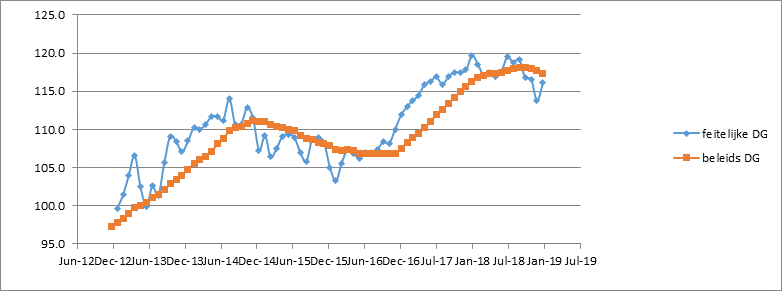 125.0
120.0
115.0
110.0
105.0
100.0
95.0
Jun-12 Dec-12 Jun-13 Dec-13 Jun-14 Dec-14 Jun-15 Dec-15 Jun-16 Dec-16 Jul-17 Jan-18 Jul-18 Jan-19 Jul-19
feitelijke DG
beleids DG